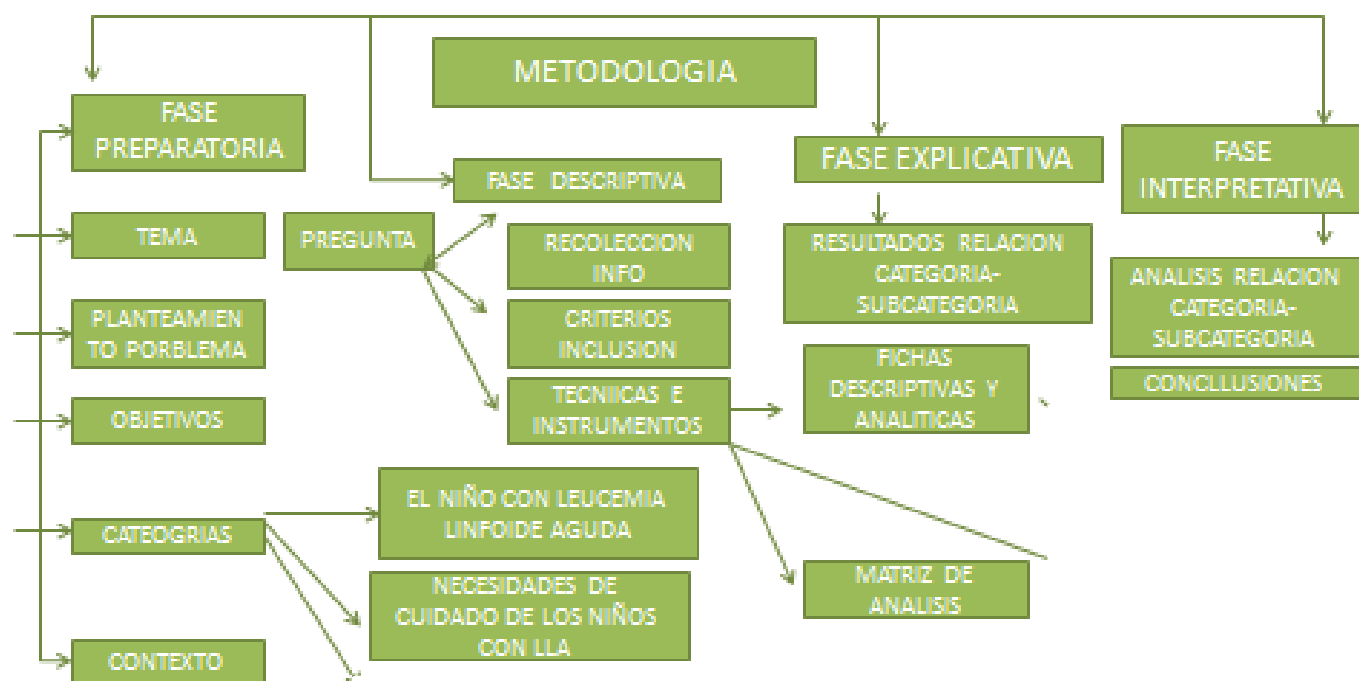 METODOLOGIA
FASE
PREPARATORIA
TEMA
PLANTEAMIEN
TO PORBLEMA
OBJETIVOS
CATEOGRIAS
CONTEXTO
PREGUNTA
FASE DESCRIPTIVA
RECOLECCION
INFO
CRITERIOS
INCLUSION
TECNIICAS E
INSTRUMENTOS
EL NIÑO CON LEUCEMIA
LINFOIDE AGUDA
NECESIDADES DE
CUIDADO DE LOS NIÑOS
CON LLA
FASE EXPLICATIVA
RESULTADOS RELACION
CATEGORIA-
SUBCATEGORIA
FICHAS
DESCRIPTIVAS Y
ANALITICAS
MATRIZ DE
ANALISIS
FASE
INTERPRETATIVA
ANALISIS RELACION
CATEGORIA-
SUBCATEGORIA
CONCLLUSIONES